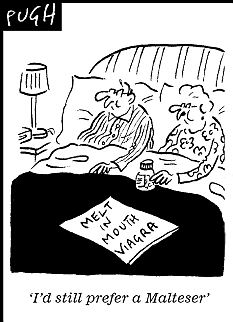 PUGH
MELT
IN
MOUTH
VIAGRA
'I'd still prefer a Malteser'